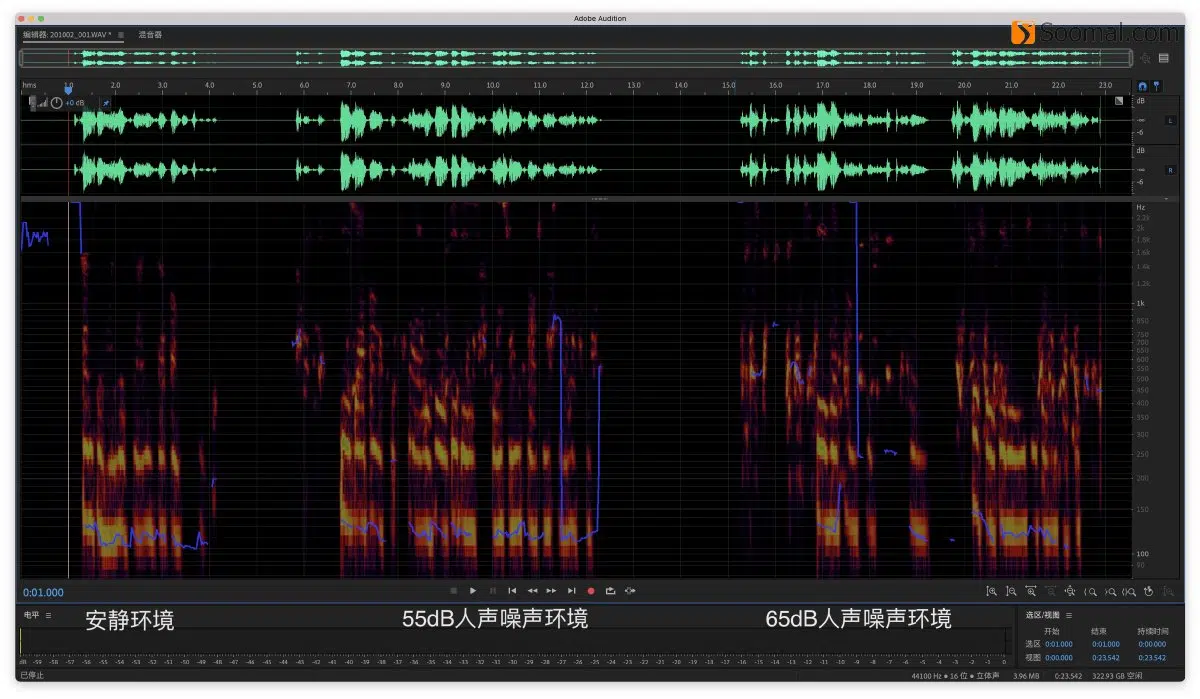 Adobe Audition
编辑器: 201002_001.WAV *
混音器
Soomal.com
hms 1.0 2.0 3.0 4.0 5.0 6.0 7.0 8.0 9.0 10.0 11.0 12.0 13.0 14.0 15.0 16.0 17.0 18.0 19.0 20.0 21.0 22.0 23.0
+0 dB
dB
-∞
-6
L
dB
-∞
-6
R
Hz
2.2k
2k
1.8k
1.6k
1.4k
1.2k
1k
850
750
700
650
600
550
500
450
400
350
300
250
200
150
100
90
0:01.000
电平
安静环境
55dB人声噪声环境
65dB人声噪声环境
选区/视图
开始 结束 持续时间
选区 0:01.000 0:01.000 0:00.000
视图 0:00.000 0:23.542 0:23.542
dB -59 -58 -57 -56 -55 -54 -53 -52 -51 -50 -49 -48 -47 -46 -45 -44 -43 -42 -41 -40 -39 -38 -37 -36 -35 -34 -33 -32 -31 -30 -29 -28 -27 -26 -25 -24 -23 -22 -21 -20 -19 -18 -17 -16 -15 -14 -13 -12 -11 -10 -9 -8 -7 -6 -5 -4 -3 -2 -1 0
已停止
44100 Hz ● 16 位 ● 立体声 3.96 MB 0:23.542 322.93 GB 空闲